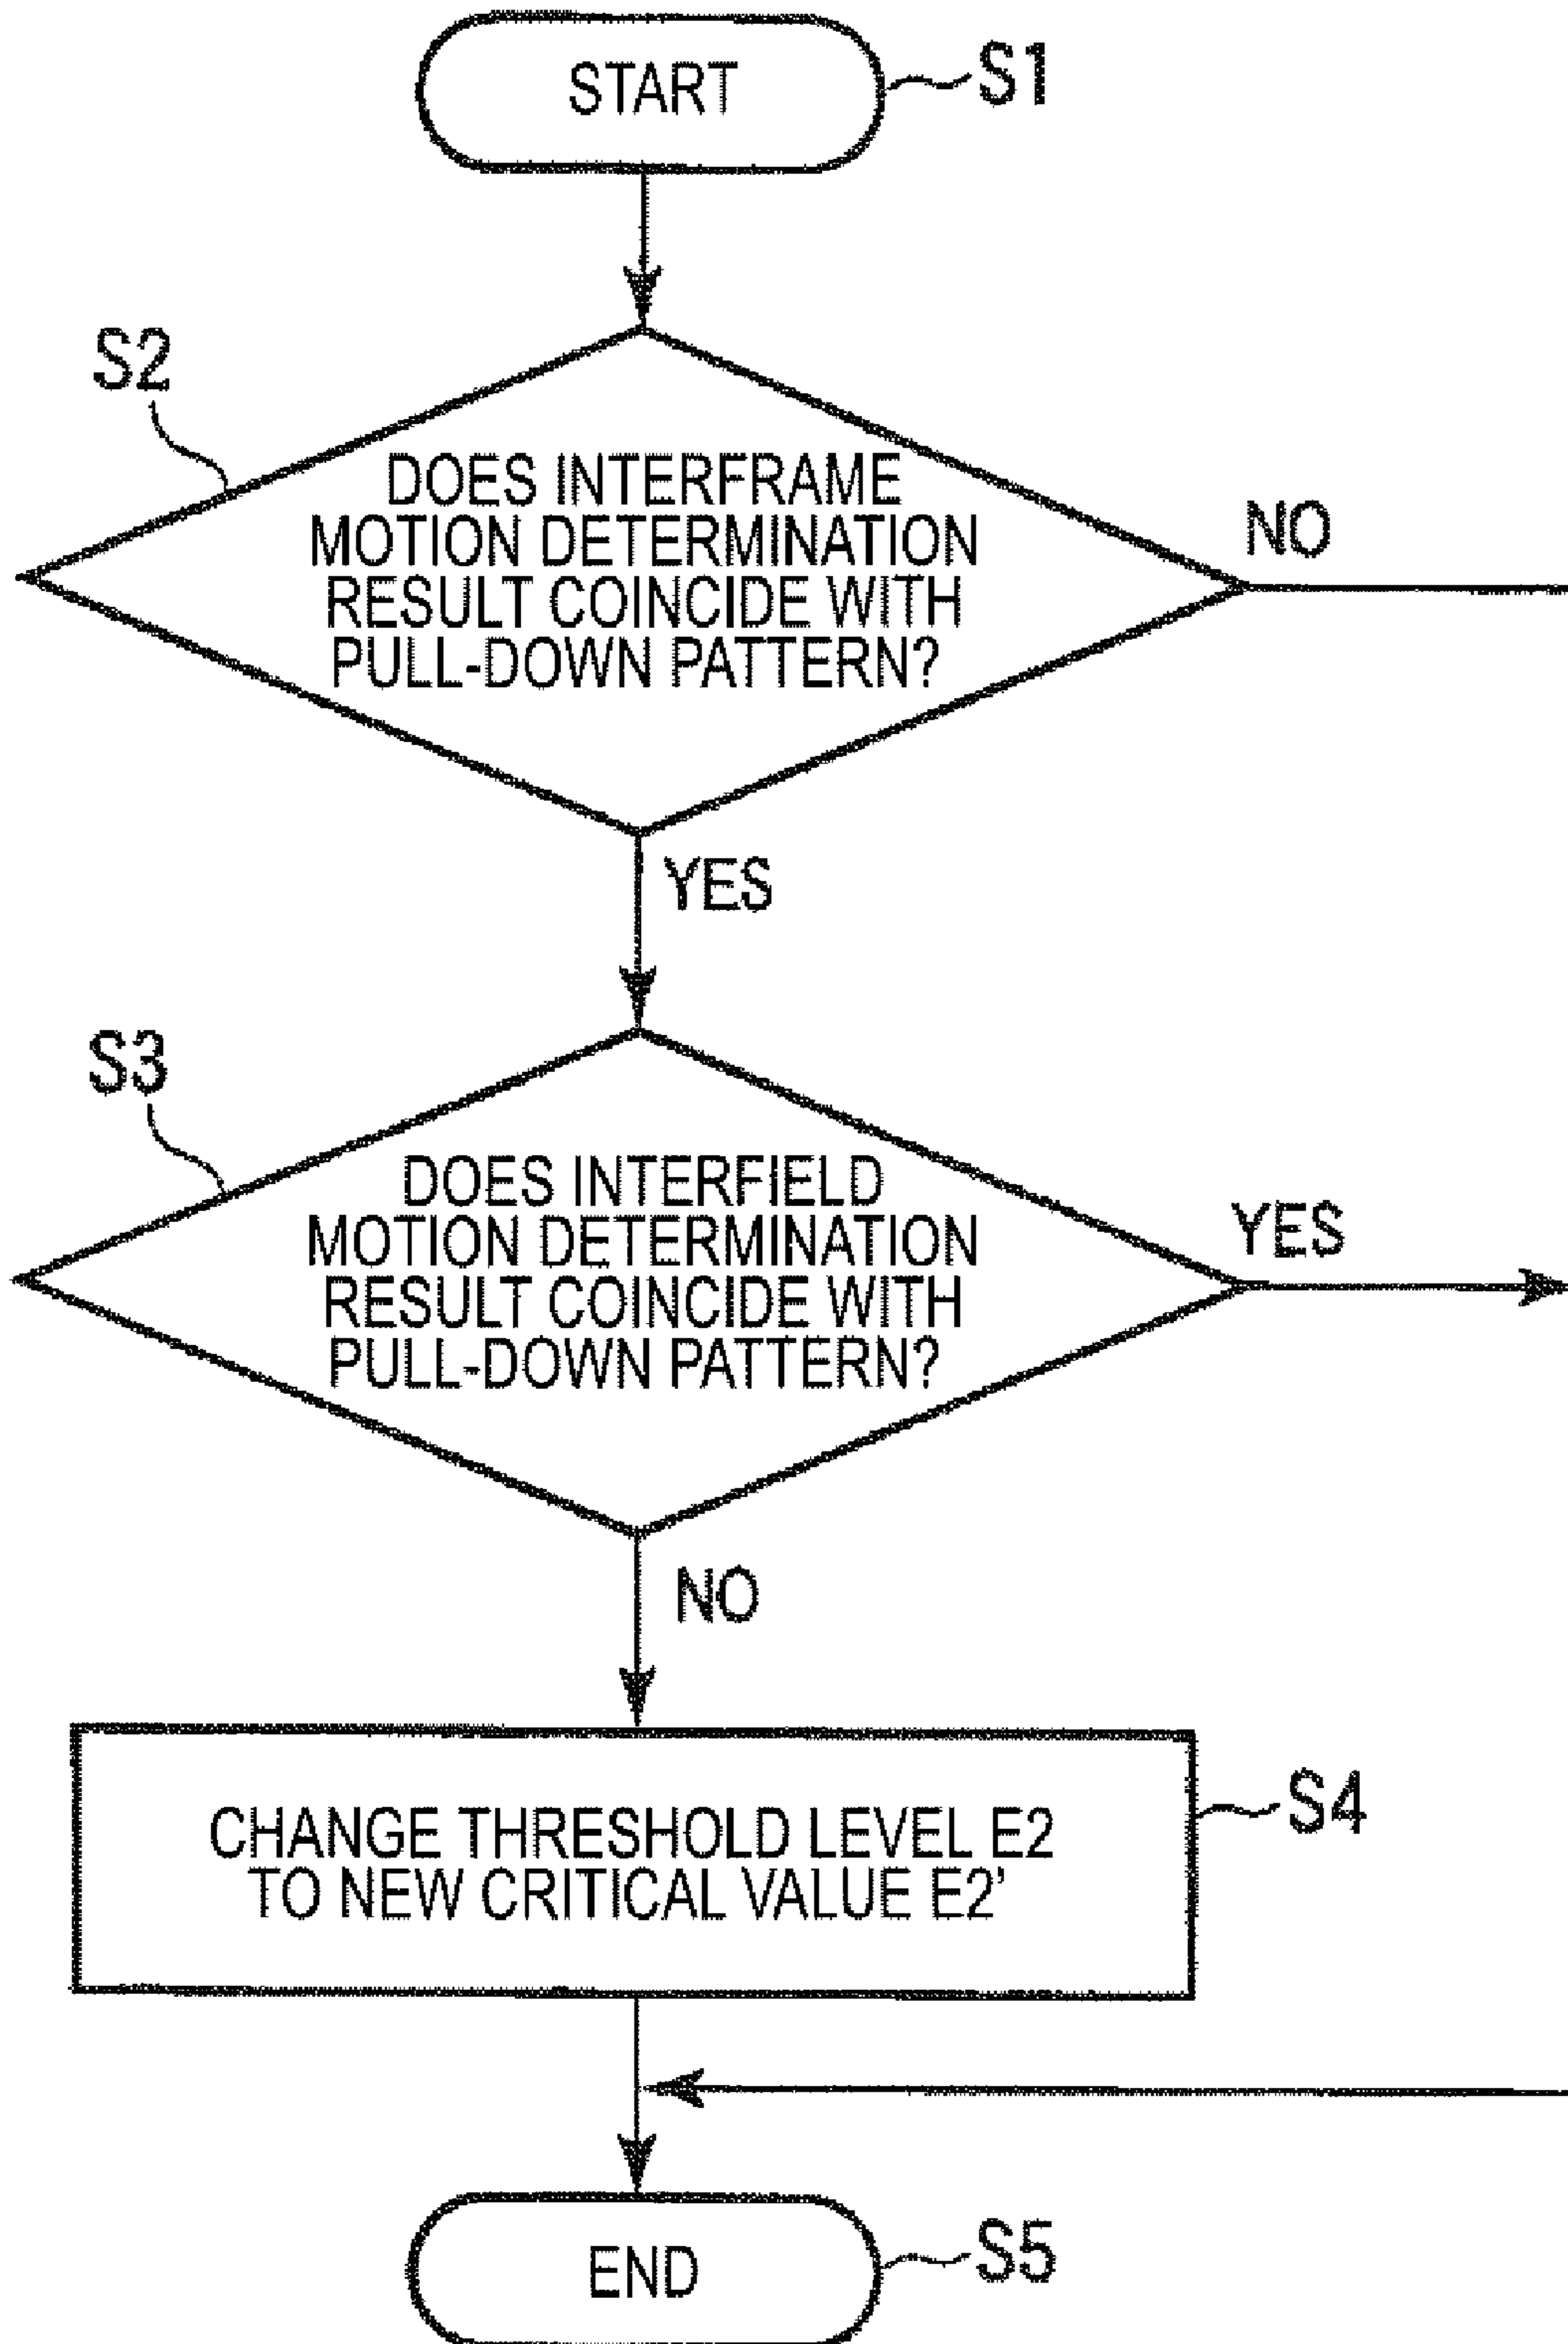 START
S1
S2
DOES INTERFRAME
MOTION DETERMINATION
RESULT COINCIDE WITH
PULL-DOWN PATTERN?
NO
YES
S3
DOES INTERFIELD
MOTION DETERMINATION
RESULT COINCIDE WITH
PULL-DOWN PATTERN?
YES
NO
CHANGE THRESHOLD LEVEL E2
TO NEW CRITICAL VALUE E2'
S4
END
S5